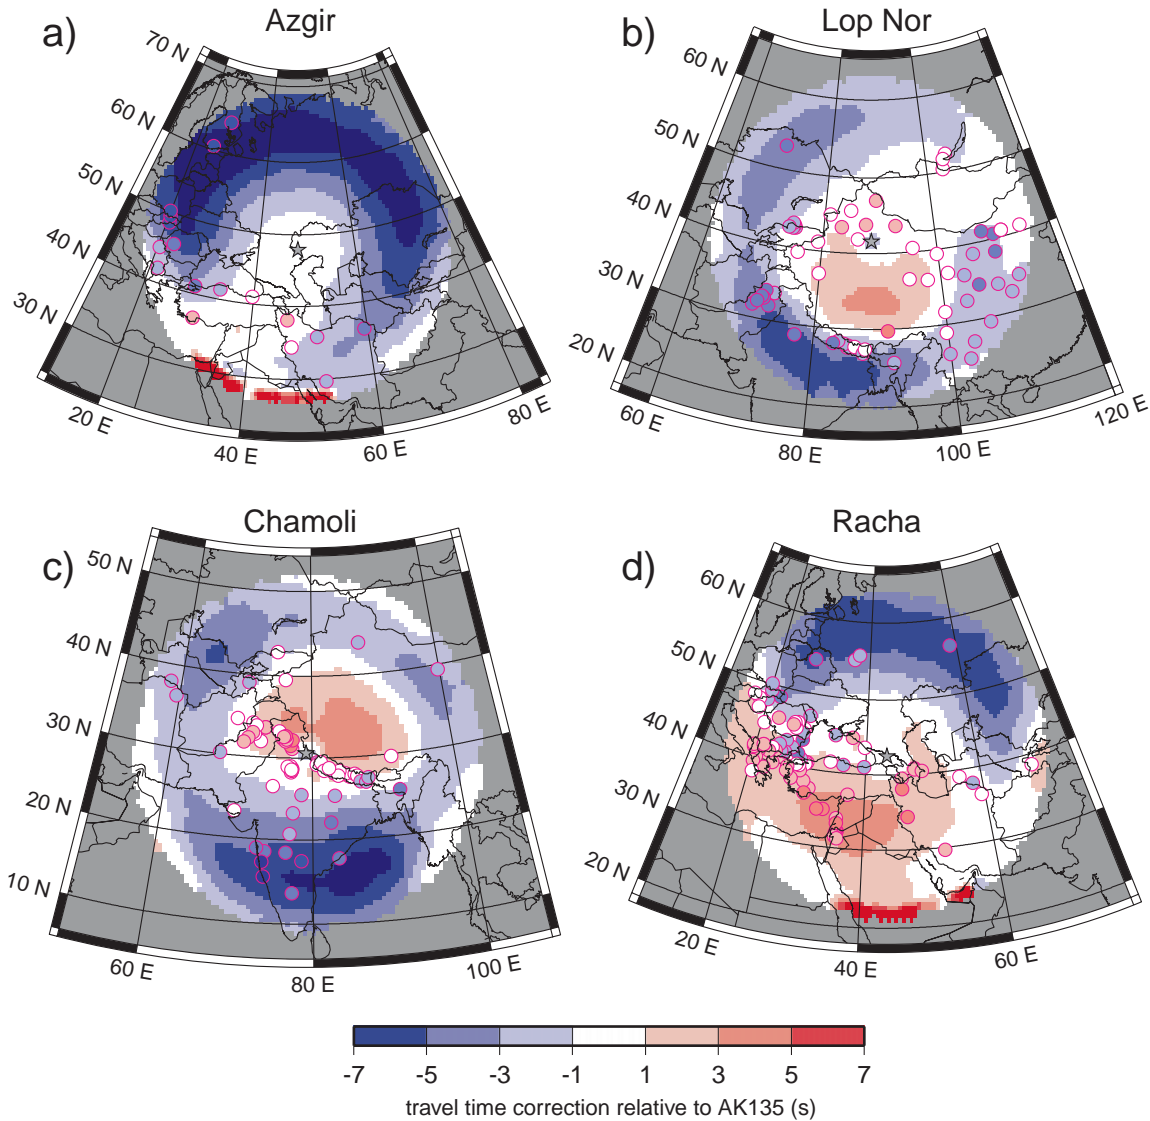 a)
Azgir
70 N
60 N
50 N
40 N
30 N
20 E
40 E
60 E
80 E
b)
Lop Nor
60 N
50 N
40 N
30 N
20 N
60 E
80 E
100 E
120 E
c)
Chamoli
50 N
40 N
30 N
20 N
10 N
60 E
80 E
100 E
d)
Racha
60 N
50 N
40 N
30 N
20 N
20 E
40 E
60 E
-7 -5 -3 -1 1 3 5 7
travel time correction relative to AK135 (s)